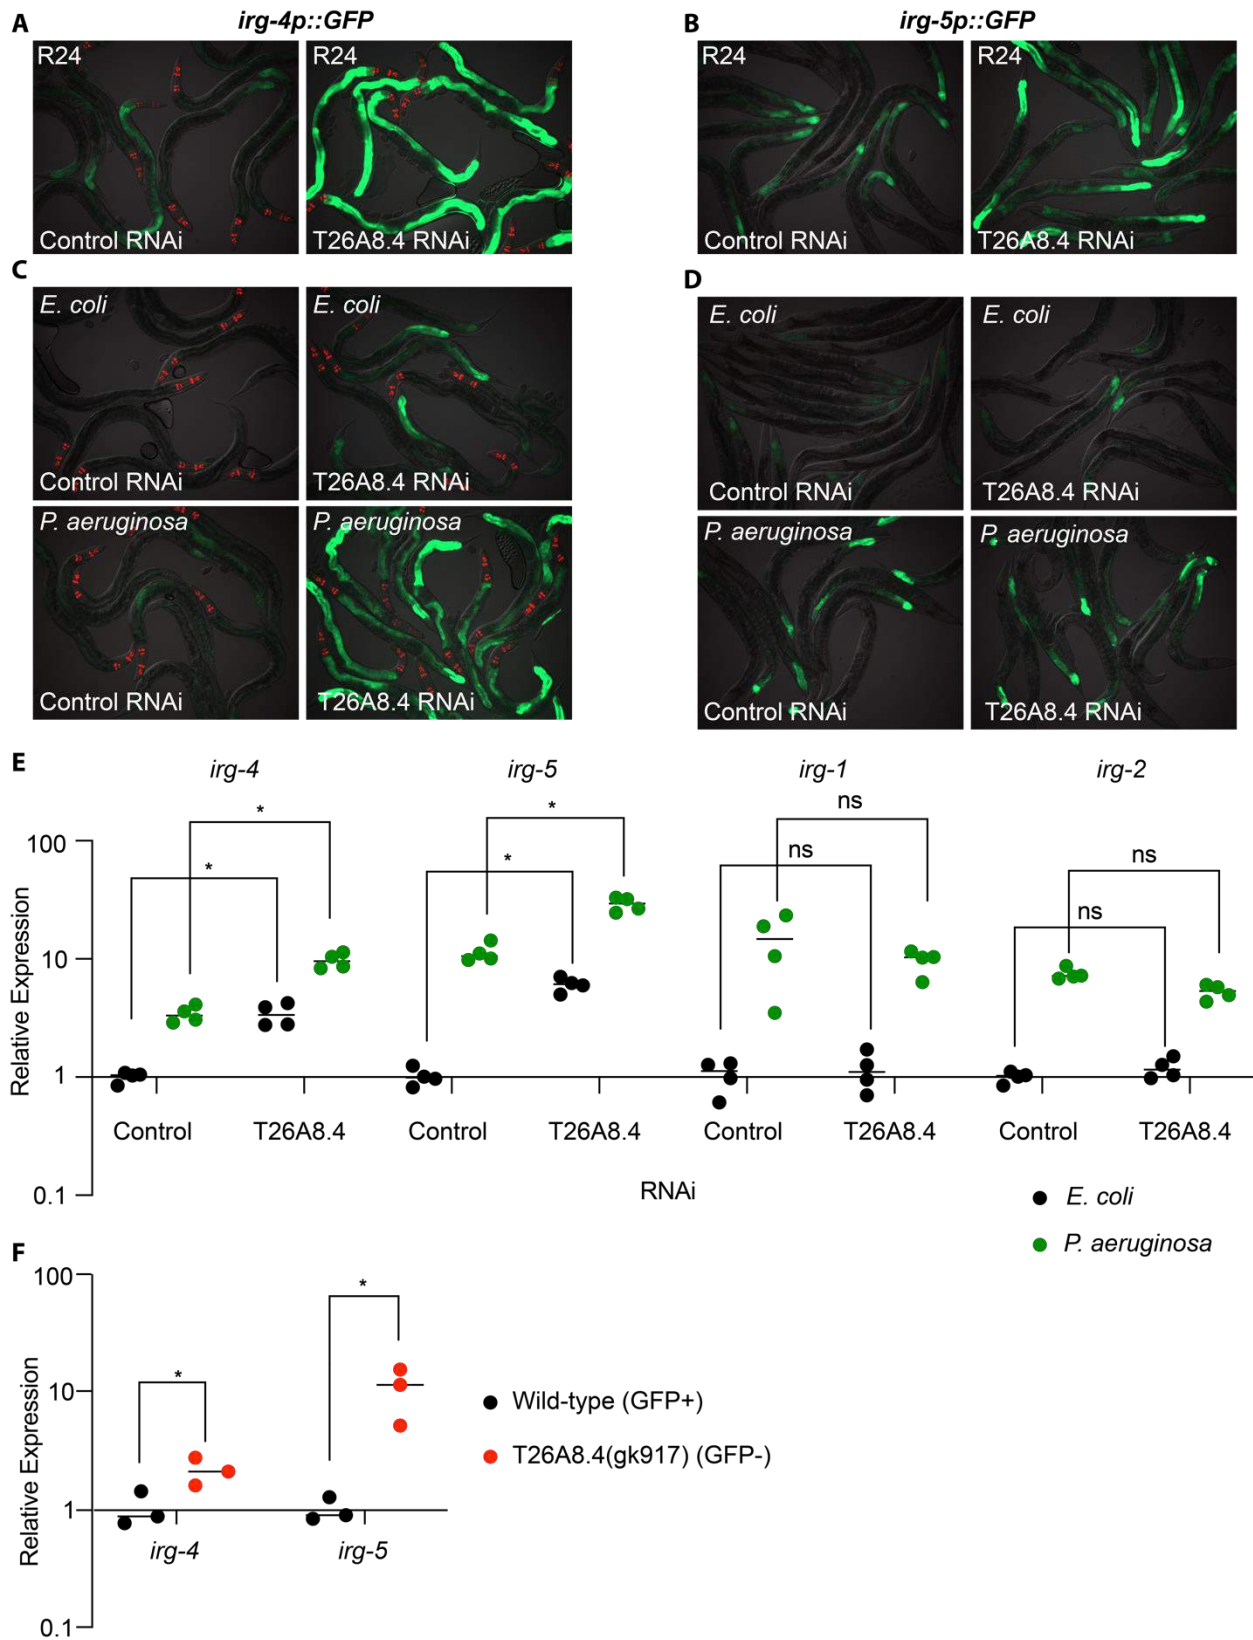 A
irg-4p::GFP
B
irg-5p::GFP
R24
R24
R24
R24
Control RNAi
T26A8.4 RNAi
Control RNAi
T26A8.4 RNAi
C
D
E. coli
E. coli
E. coli
E. coli
Control RNAi
T26A8.4 RNAi
Control RNAi
T26A8.4 RNAi
P. aeruginosa
P. aeruginosa
P. aeruginosa
P. aeruginosa
Control RNAi
T26A8.4 RNAi
Control RNAi
T26A8.4 RNAi
E
irg-4
irg-5
irg-1
irg-2
*
*
*
*
ns
ns
ns
ns
Relative Expression
100
10
1
0.1
Control
T26A8.4
Control
T26A8.4
Control
T26A8.4
Control
T26A8.4
RNAi
E. coli
P. aeruginosa
F
Relative Expression
100
10
1
0.1
*
*
irg-4
irg-5
Wild-type (GFP+)
T26A8.4(gk917) (GFP-)